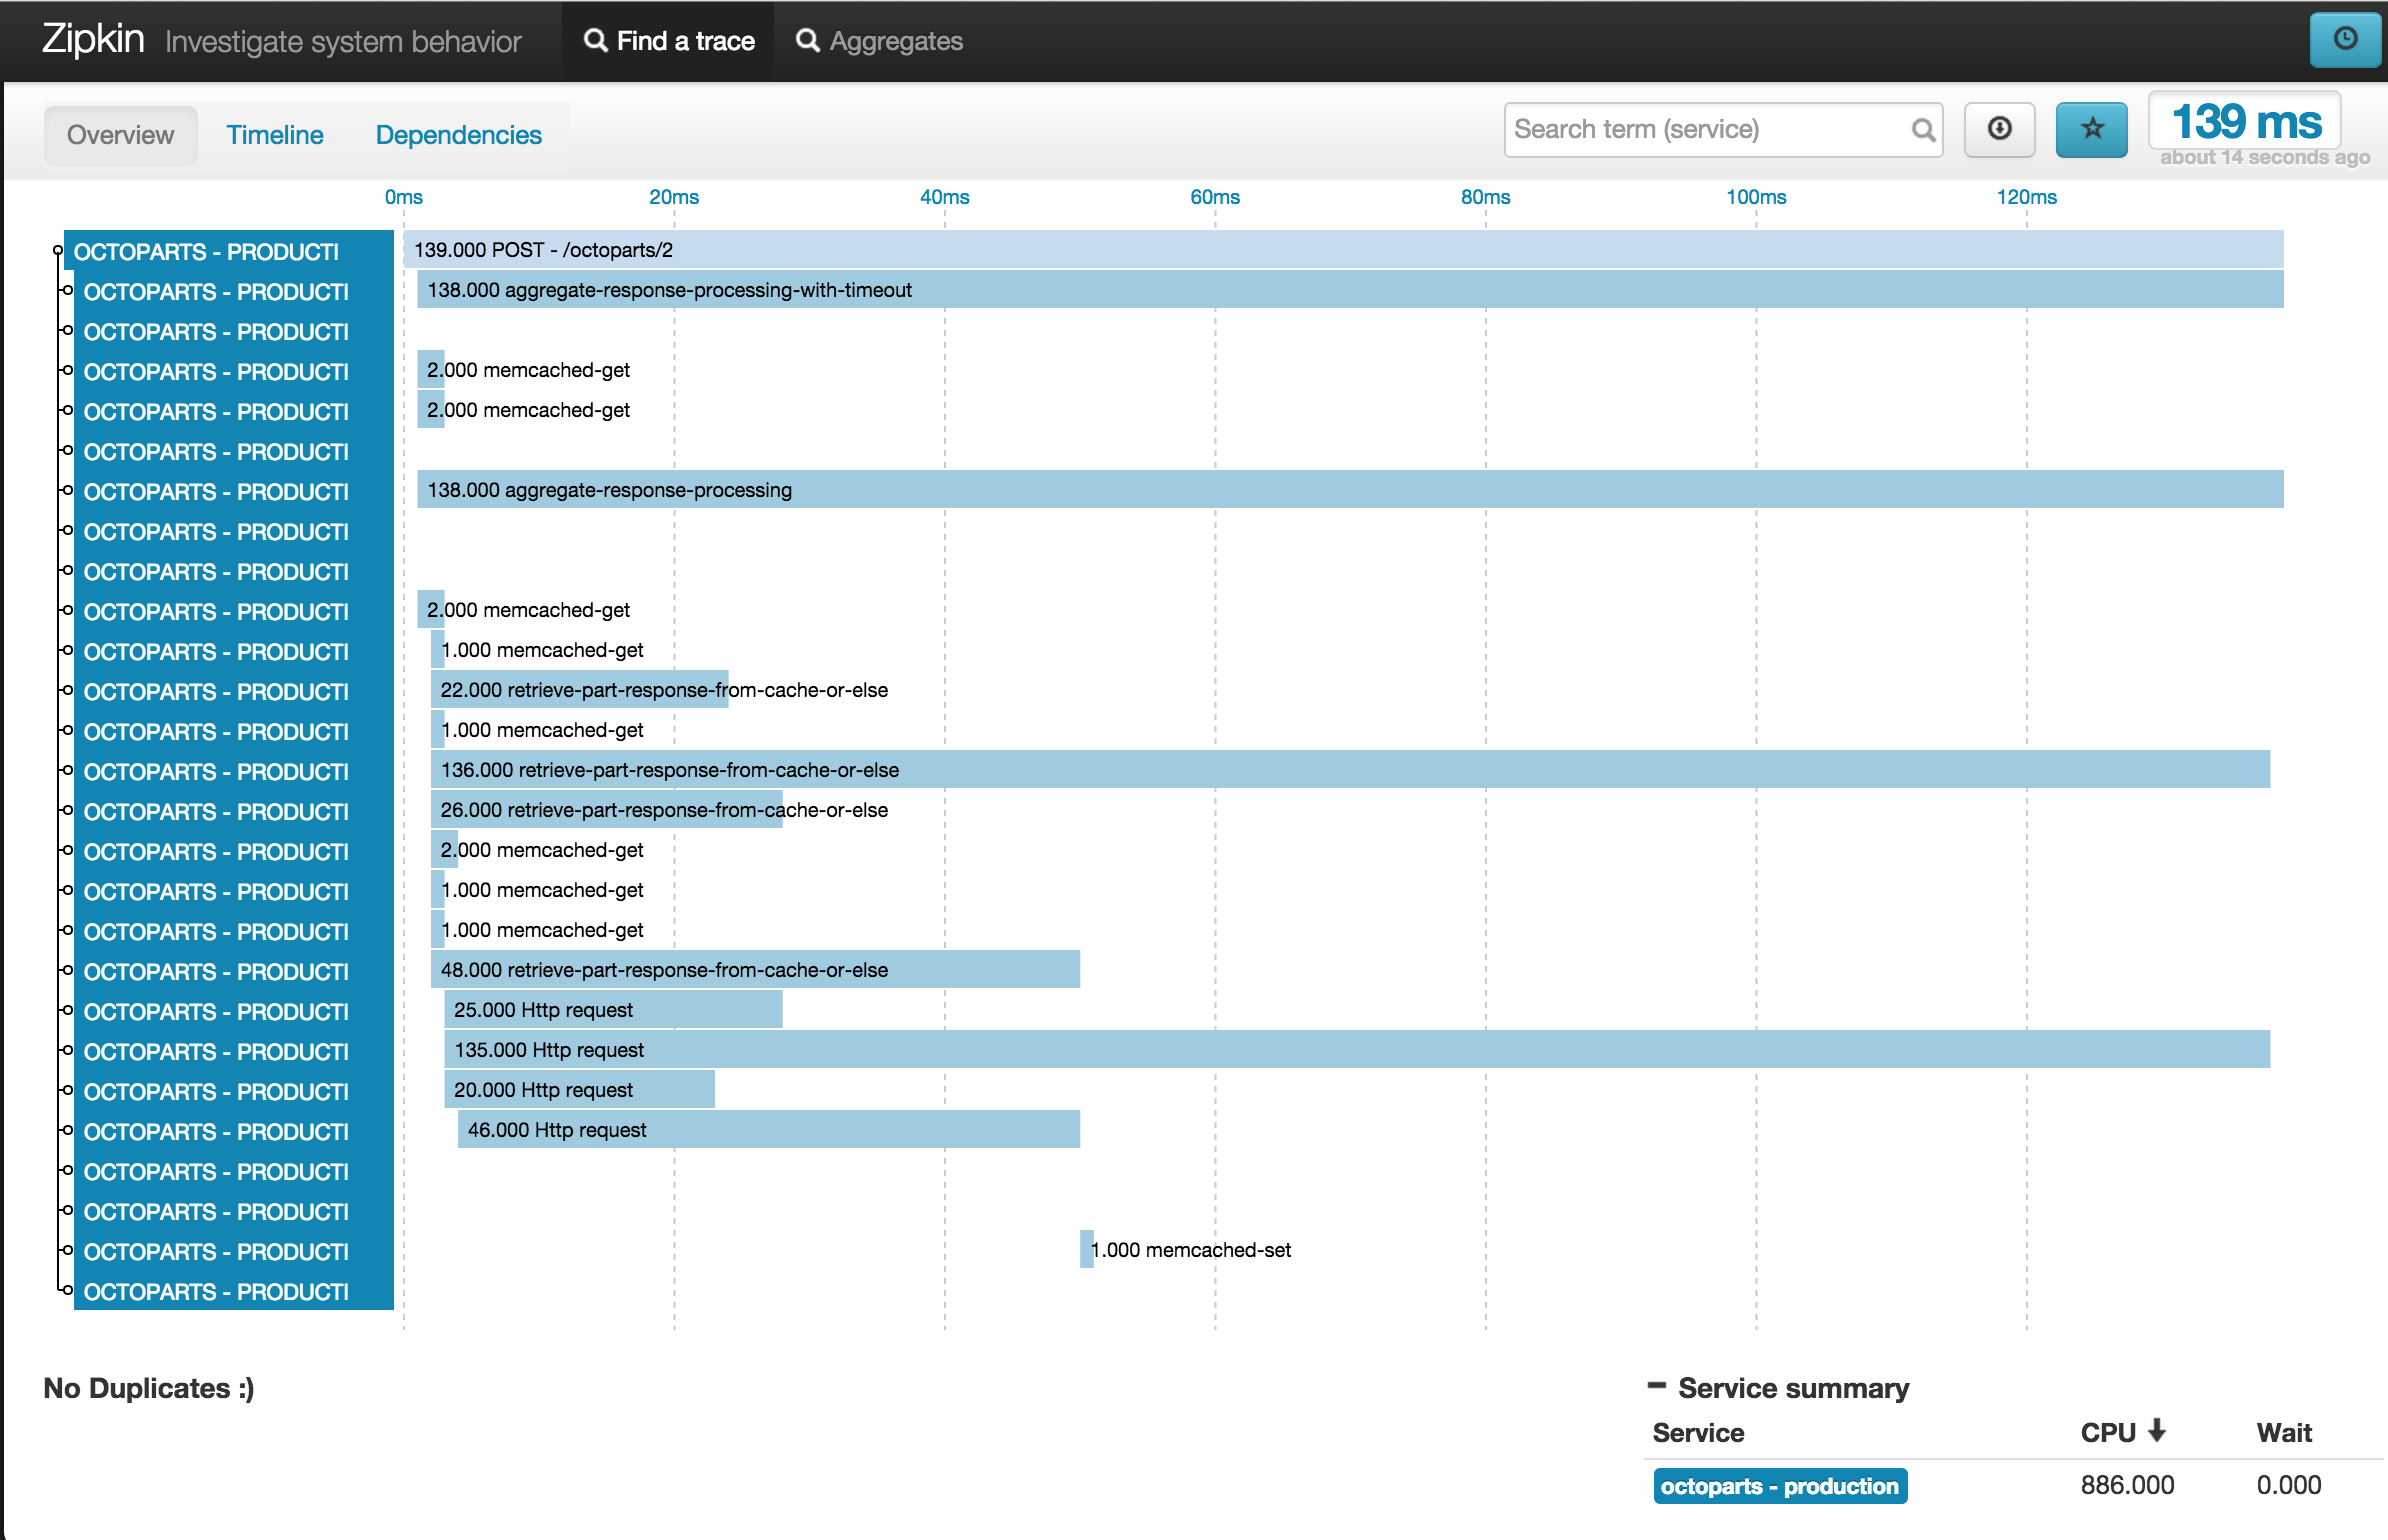 Zipkin Investigate system behavior Find a trace Aggregates
Overview Timeline Dependencies Search term (service) 139 ms
about 14 seconds ago
0ms 20ms 40ms 60ms 80ms 100ms 120ms
OCTOPARTS - PRODUCTI 139.000 POST - /octoparts/2
OCTOPARTS - PRODUCTI 138.000 aggregate-response-processing-with-timeout
OCTOPARTS - PRODUCTI
OCTOPARTS - PRODUCTI 2.000 memcached-get
OCTOPARTS - PRODUCTI 2.000 memcached-get
OCTOPARTS - PRODUCTI
OCTOPARTS - PRODUCTI 138.000 aggregate-response-processing
OCTOPARTS - PRODUCTI
OCTOPARTS - PRODUCTI
OCTOPARTS - PRODUCTI 2.000 memcached-get
OCTOPARTS - PRODUCTI 1.000 memcached-get
OCTOPARTS - PRODUCTI 22.000 retrieve-part-response-from-cache-or-else
OCTOPARTS - PRODUCTI 1.000 memcached-get
OCTOPARTS - PRODUCTI 136.000 retrieve-part-response-from-cache-or-else
OCTOPARTS - PRODUCTI 26.000 retrieve-part-response-from-cache-or-else
OCTOPARTS - PRODUCTI 2.000 memcached-get
OCTOPARTS - PRODUCTI 1.000 memcached-get
OCTOPARTS - PRODUCTI 1.000 memcached-get
OCTOPARTS - PRODUCTI 48.000 retrieve-part-response-from-cache-or-else
OCTOPARTS - PRODUCTI 25.000 Http request
OCTOPARTS - PRODUCTI 135.000 Http request
OCTOPARTS - PRODUCTI 20.000 Http request
OCTOPARTS - PRODUCTI 46.000 Http request
OCTOPARTS - PRODUCTI
OCTOPARTS - PRODUCTI
OCTOPARTS - PRODUCTI 1.000 memcached-set
OCTOPARTS - PRODUCTI
No Duplicates :) Service summary
Service CPU Wait
octoparts - production 886.000 0.000